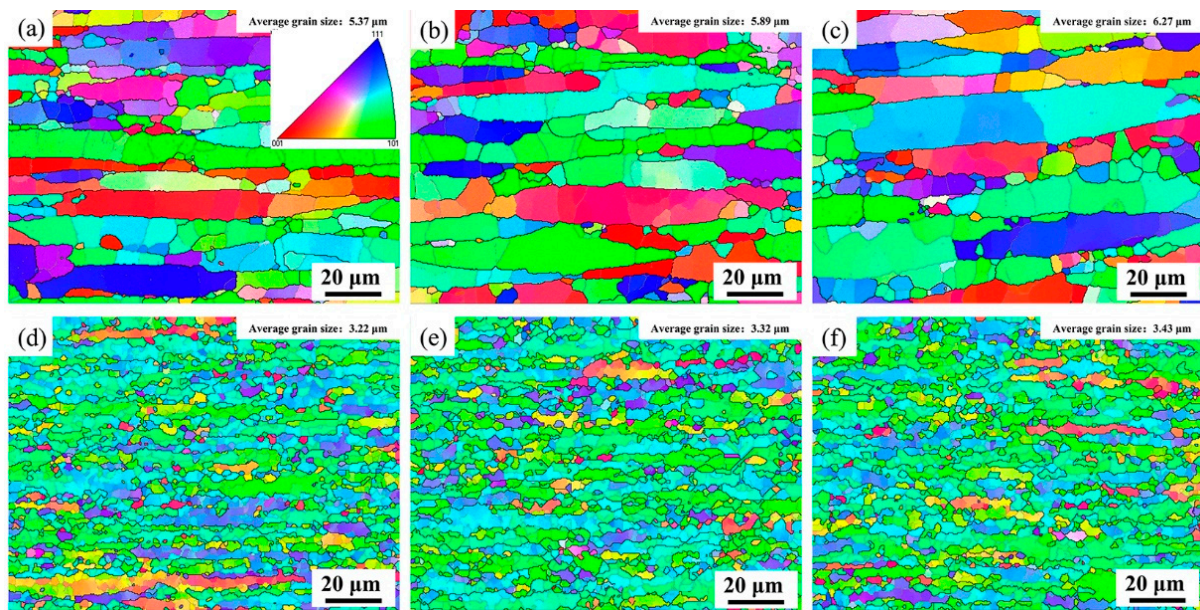 (a)
Average grain size: 5.37 μm
111
001
101
20 μm
(b)
Average grain size: 5.89 μm
20 μm
(c)
Average grain size: 6.27 μm
20 μm
(d)
Average grain size: 3.22 μm
20 μm
(e)
Average grain size: 3.32 μm
20 μm
(f)
Average grain size: 3.43 μm
20 μm